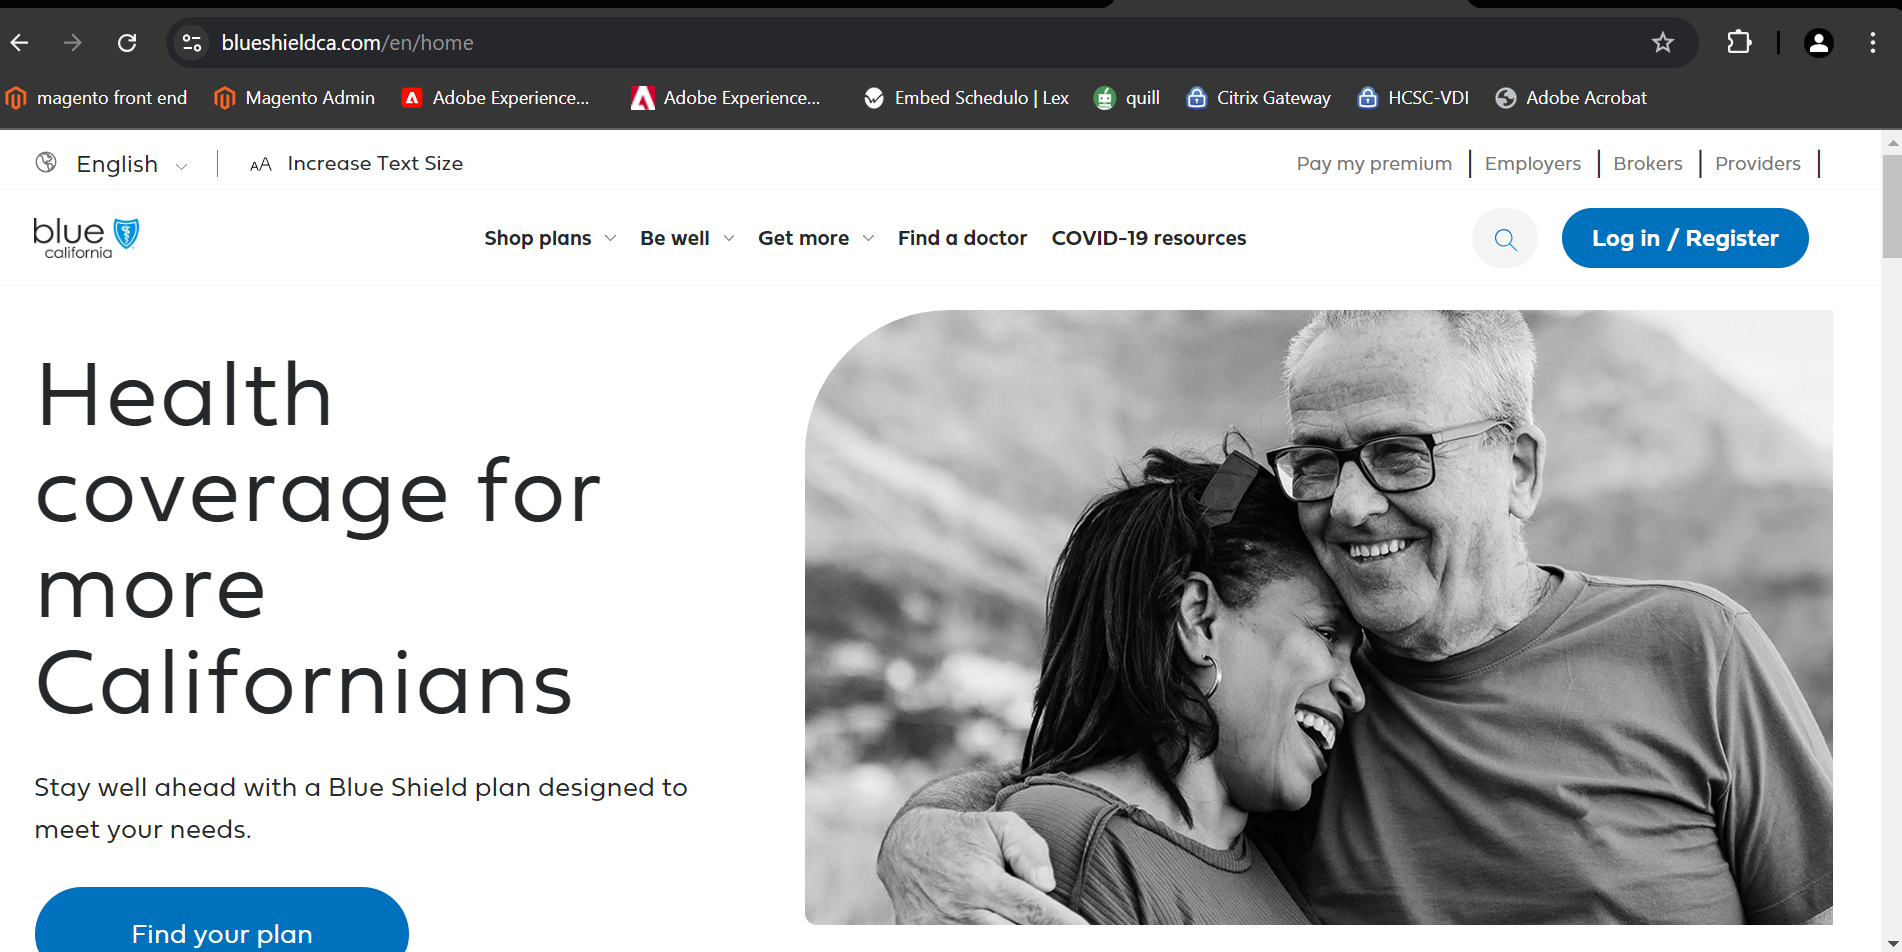 blueshieldca.com/en/home
magento front end Magento Admin Adobe Experience... Adobe Experience... Embed Schedulo | Lex quill Citrix Gateway HCSC-VDI Adobe Acrobat
English AA Increase Text Size Pay my premium Employers Brokers Providers
blue
california
Shop plans Be well Get more Find a doctor COVID-19 resources Log in / Register
Health
coverage for
more
Californians
Stay well ahead with a Blue Shield plan designed to
meet your needs.
Find your plan